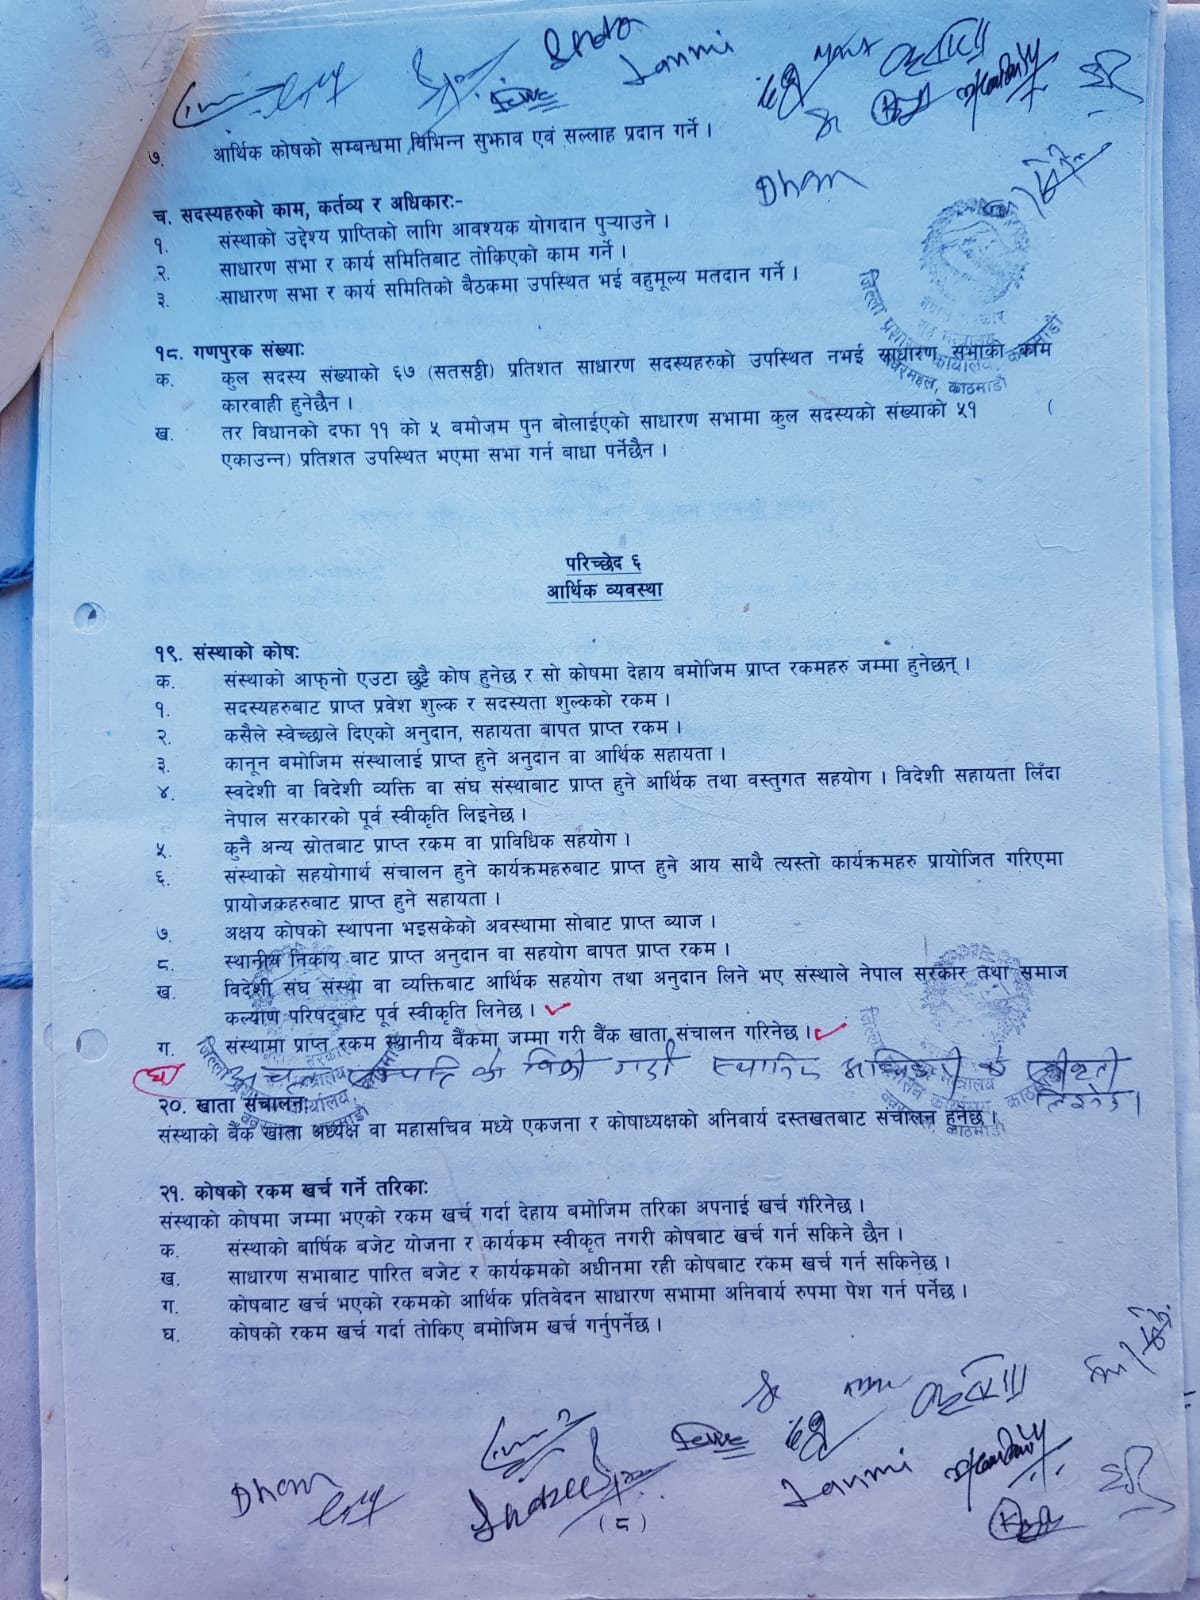 Janmi
Dham
७. आर्थिक कोषको सम्बन्धमा विभिन्न सुझाव एवं सल्लाह प्रदान गर्ने ।
च. सदस्यहरुको काम, कर्तव्य र अधिकारः-
१. संस्थाको उद्देश्य प्राप्तिको लागि आवश्यक योगदान पुऱ्याउने ।
२. साधारण सभा र कार्य समितिबाट तोकिएको काम गर्ने ।
३. साधारण सभा र कार्य समितिको बैठकमा उपस्थित भई वहुमूल्य मतदान गर्ने ।
जिल्ला प्रशासन कार्यालय
बबरमहल, काठमाडौं
१८. गणपुरक संख्याः
क. कुल सदस्य संख्याको ६७ (सतसठ्ठी) प्रतिशत साधारण सदस्यहरुको उपस्थित नभई साधारण सभाको काम
कारवाही हुनेछैन ।
ख. तर विधानको दफा ११ को ५ बमोजम पुन बोलाईएको साधारण सभामा कुल सदस्यको संख्याको ५१ (
एकाउन्न) प्रतिशत उपस्थित भएमा सभा गर्न बाधा पर्नेछैन ।
परिच्छेद ६
आर्थिक व्यवस्था
१९. संस्थाको कोषः
क. संस्थाको आफ्नो एउटा छुट्टै कोष हुनेछ र सो कोषमा देहाय बमोजिम प्राप्त रकमहरु जम्मा हुनेछन् ।
१. सदस्यहरुबाट प्राप्त प्रवेश शुल्क र सदस्यता शुल्कको रकम ।
२. कसैले स्वेच्छाले दिएको अनुदान, सहायता बापत प्राप्त रकम ।
३. कानून बमोजिम संस्थालाई प्राप्त हुने अनुदान वा आर्थिक सहायता ।
४. स्वदेशी वा विदेशी व्यक्ति वा संघ संस्थाबाट प्राप्त हुने आर्थिक तथा वस्तुगत सहयोग । विदेशी सहायता लिँदा
नेपाल सरकारको पूर्व स्वीकृति लिइनेछ ।
५. कुनै अन्य स्रोतबाट प्राप्त रकम वा प्राविधिक सहयोग ।
६. संस्थाको सहयोगार्थ संचालन हुने कार्यक्रमहरुबाट प्राप्त हुने आय साथै त्यस्तो कार्यक्रमहरु प्रायोजित गरिएमा
प्रायोजकहरुबाट प्राप्त हुने सहायता ।
७. अक्षय कोषको स्थापना भइसकेको अवस्थामा सोबाट प्राप्त ब्याज ।
८. स्थानीय निकाय बाट प्राप्त अनुदान वा सहयोग बापत प्राप्त रकम ।
ख. विदेशी संघ संस्था वा व्यक्तिबाट आर्थिक सहयोग तथा अनुदान लिने भए संस्थाले नेपाल सरकार तथा समाज
कल्याण परिषद्बाट पूर्व स्वीकृति लिनेछ ।
ग. संस्थामा प्राप्त रकम स्थानीय बैंकमा जम्मा गरी बैंक खाता संचालन गरिनेछ ।
घ) अचल सम्पत्ति को बिक्री गर्दा स्थानिय को स्वीकृती
लिइनेछ ।
२०. खाता संचालनः
संस्थाको बैंक खाता अध्यक्ष वा महासचिव मध्ये एकजना र कोषाध्यक्षको अनिवार्य दस्तखतबाट संचालन हुनेछ ।
२१. कोषको रकम खर्च गर्ने तरिकाः
संस्थाको कोषमा जम्मा भएको रकम खर्च गर्दा देहाय बमोजिम तरिका अपनाई खर्च गरिनेछ ।
क. संस्थाको बार्षिक बजेट योजना र कार्यक्रम स्वीकृत नगरी कोषबाट खर्च गर्न सकिने छैन ।
ख. साधारण सभाबाट पारित बजेट र कार्यक्रमको अधीनमा रही कोषबाट रकम खर्च गर्न सकिनेछ ।
ग. कोषबाट खर्च भएको रकमको आर्थिक प्रतिवेदन साधारण सभामा अनिवार्य रुपमा पेश गर्न पर्नेछ ।
घ. कोषको रकम खर्च गर्दा तोकिए बमोजिम खर्च गर्नुपर्नेछ ।
Dham
Janmi
(८)